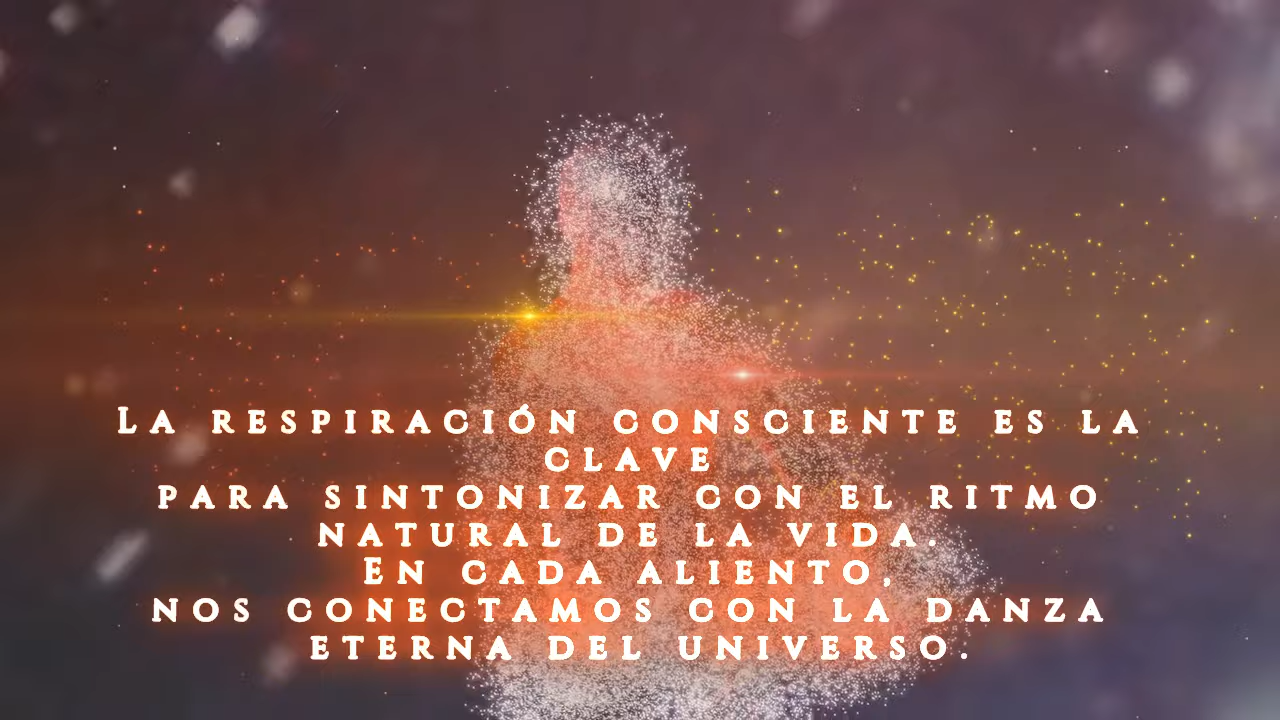 La respiración consciente es la
clave
para sintonizar con el ritmo
natural de la vida.
En cada aliento,
nos conectamos con la danza
eterna del universo.